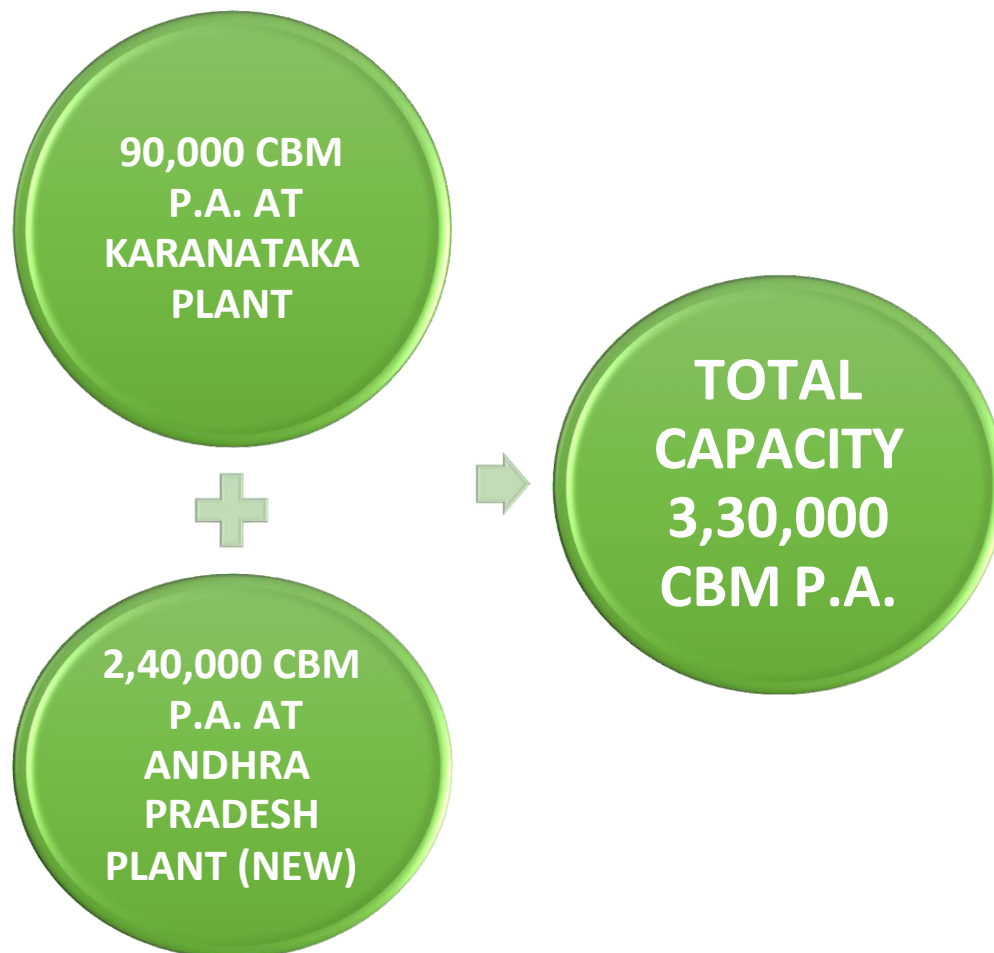 90,000 CBM
P.A. AT
KARANATAKA
PLANT
2,40,000 CBM
P.A. AT
ANDHRA
PRADESH
PLANT (NEW)
TOTAL
CAPACITY
3,30,000
CBM P.A.